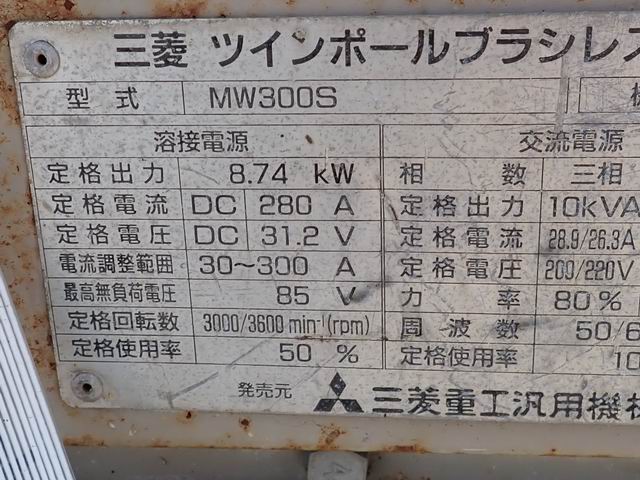 三菱 ツインポールブラシレス
型式 MW300S
溶接電源 交流電源
定格出力 8.74 kW 相数 三相
定格電流 DC 280 A 定格出力 10kVA
定格電圧 DC 31.2 V 定格電流 28.9/26.3A
電流調整範囲 30～300 A 定格電圧 200/220V
最高無負荷電圧 85 V 力率 80%
定格回転数 3000/3600 min⁻¹(rpm) 周波数 50/6
定格使用率 50 % 定格使用率 10
発売元 三菱重工汎用機